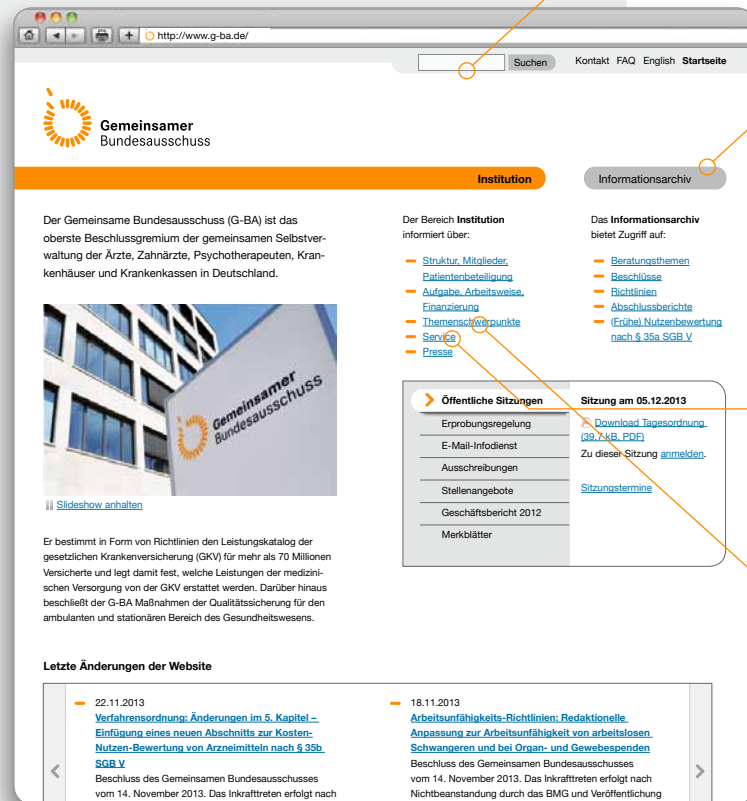 http://www.g-ba.de/
Suchen
Kontakt FAQ English Startseite
Gemeinsamer
Bundesausschuss
Institution
Informationsarchiv
Der Gemeinsame Bundesausschuss (G-BA) ist das
oberste Beschlussgremium der gemeinsamen Selbstver-
waltung der Ärzte, Zahnärzte, Psychotherapeuten, Kran-
kenhäuser und Krankenkassen in Deutschland.
Gemeinsamer
Bundesausschuss
Slideshow anhalten
Er bestimmt in Form von Richtlinien den Leistungskatalog der
gesetzlichen Krankenversicherung (GKV) für mehr als 70 Millionen
Versicherte und legt damit fest, welche Leistungen der medizini-
schen Versorgung von der GKV erstattet werden. Darüber hinaus
beschließt der G-BA Maßnahmen der Qualitätssicherung für den
ambulanten und stationären Bereich des Gesundheitswesens.
Der Bereich Institution
informiert über:
Struktur, Mitglieder,
Patientenbeteiligung
Aufgabe, Arbeitsweise,
Finanzierung
Themenschwerpunkte
Service
Presse
Das Informationsarchiv
bietet Zugriff auf:
Beratungsthemen
Beschlüsse
Richtlinien
Abschlussberichte
(Frühe) Nutzenbewertung
nach § 35a SGB V
Öffentliche Sitzungen
Erprobungsregelung
E-Mail-Infodienst
Ausschreibungen
Stellenangebote
Geschäftsbericht 2012
Merkblätter
Sitzung am 05.12.2013
Download Tagesordnung
(39.7 kB, PDF)
Zu dieser Sitzung anmelden.
Sitzungstermine
Letzte Änderungen der Website
22.11.2013
Verfahrensordnung: Änderungen im 5. Kapitel –
Einfügung eines neuen Abschnitts zur Kosten-
Nutzen-Bewertung von Arzneimitteln nach § 35b
SGB V
Beschluss des Gemeinsamen Bundesausschusses
vom 14. November 2013. Das Inkrafttreten erfolgt nach
18.11.2013
Arbeitsunfähigkeits-Richtlinien: Redaktionelle
Anpassung zur Arbeitsunfähigkeit von arbeitslosen
Schwangeren und bei Organ- und Gewebespenden
Beschluss des Gemeinsamen Bundesausschusses
vom 14. November 2013. Das Inkrafttreten erfolgt nach
Nichtbeanstandung durch das BMG und Veröffentlichung